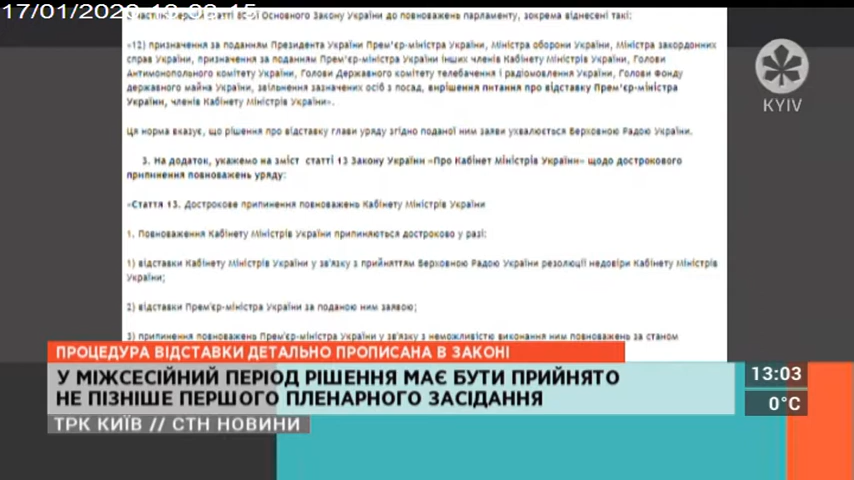 17/01/2020
частині першій статті 85 Основного Закону України до повноважень парламенту, зокрема віднесені такі:
«12) призначення за поданням Президента України Прем'єр-міністра України, Міністра оборони України, Міністра закордонних
справ України, призначення за поданням Прем'єр-міністра України інших членів Кабінету Міністрів України, Голови
Антимонопольного комітету України, Голови Державного комітету телебачення і радіомовлення України, Голови Фонду
державного майна України, звільнення зазначених осіб з посад, вирішення питання про відставку Прем'єр-міністра
України, членів Кабінету Міністрів України».
KYIV
Ця норма вказує, що рішення про відставку глави уряду згідно поданої ним заяви ухвалюється Верховною Радою України.
3. На додаток, укажемо на зміст статті 13 Закону України «Про Кабінет Міністрів України» щодо дострокового
припинення повноважень уряду:
«Стаття 13. Дострокове припинення повноважень Кабінету Міністрів України
1. Повноваження Кабінету Міністрів України припиняються достроково у разі:
1) відставки Кабінету Міністрів України у зв'язку з прийняттям Верховною Радою України резолюції недовіри Кабінету Міністрів
України;
2) відставки Прем'єр-міністра України за поданою ним заявою;
3) припинення повноважень Прем'єр-міністра України у зв'язку з неможливістю виконання ним повноважень за станом
ПРОЦЕДУРА ВІДСТАВКИ ДЕТАЛЬНО ПРОПИСАНА В ЗАКОНІ
У МІЖСЕСІЙНИЙ ПЕРІОД РІШЕННЯ МАЄ БУТИ ПРИЙНЯТО
НЕ ПІЗНІШЕ ПЕРШОГО ПЛЕНАРНОГО ЗАСІДАННЯ
13:03
0°C
ТРК КИЇВ // СТН НОВИНИ